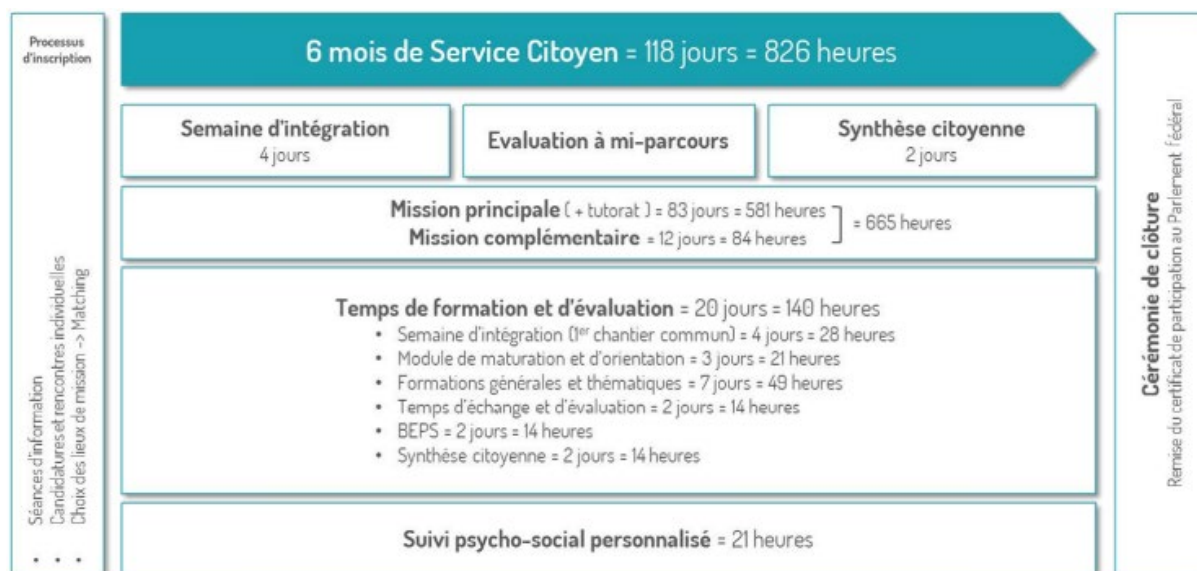 Processus
d'inscription
• Séances d'information
• Candidatures et rencontres individuelles
• Choix des lieux de mission -> Matching
6 mois de Service Citoyen = 118 jours = 826 heures
Semaine d'intégration
4 jours
Evaluation à mi-parcours
Synthèse citoyenne
2 jours
Mission principale ( + tutorat ) = 83 jours = 581 heures
Mission complémentaire = 12 jours = 84 heures
= 665 heures
Temps de formation et d'évaluation = 20 jours = 140 heures
• Semaine d'intégration (1er chantier commun) = 4 jours = 28 heures
• Module de maturation et d'orientation = 3 jours = 21 heures
• Formations générales et thématiques = 7 jours = 49 heures
• Temps d'échange et d'évaluation = 2 jours = 14 heures
• BEPS = 2 jours = 14 heures
• Synthèse citoyenne = 2 jours = 14 heures
Suivi psycho-social personnalisé = 21 heures
Cérémonie de clôture
Remise du certificat de participation au Parlement fédéral